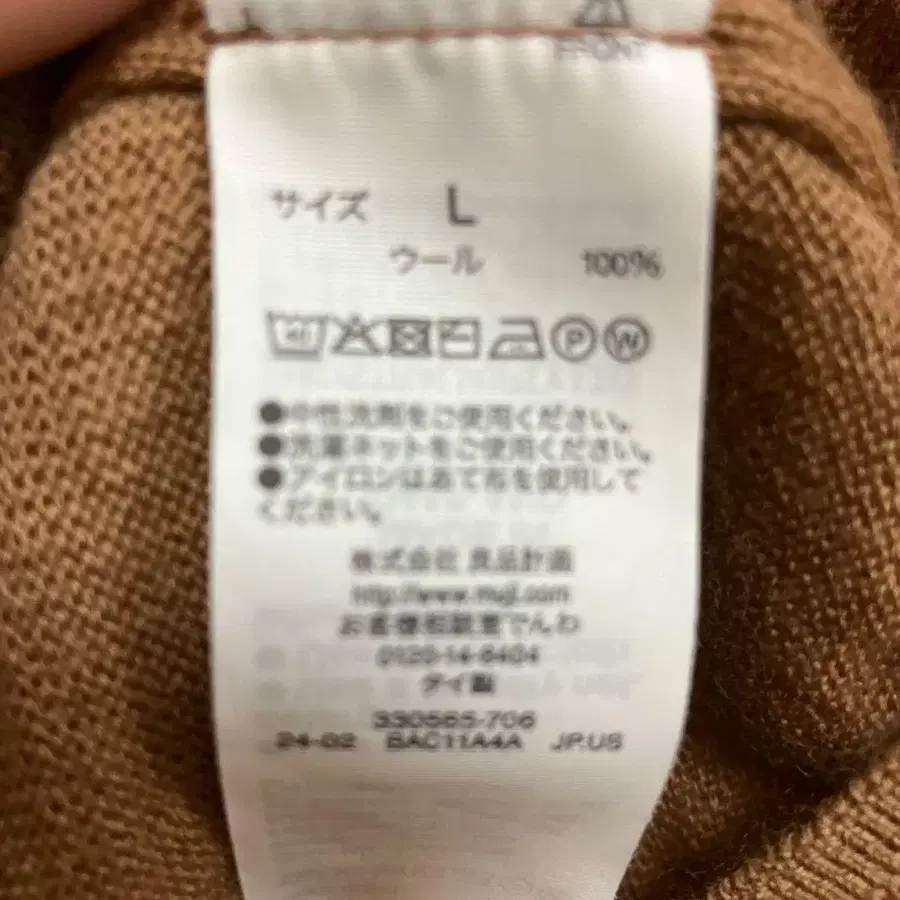 FRONT
サイズ L
ウール 100%
P W
●中性洗剤をご使用ください。
●洗濯ネットをご使用ください。
●アイロンはあて布を使用して
ください。
株式会社 良品計画
http://www.muji.com
お客様相談室でんわ
0120-14-6404
タイ製
330565-706
24-02 BAC11A4A JP.US